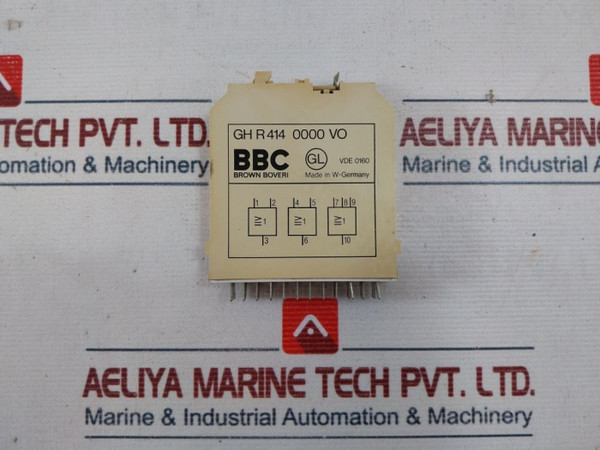 GH R 414 0000 VO
BBC GL VDE 0160
BROWN BOVERI Made in W-Germany
1 2 4 5 7 8 9
≥1 ≥1 ≥1
3 6 10
NE TECH PVT. LTD.
Automation & Machinery
AELIYA MARINE
Marine & Industrial
AELIYA MARINE TECH PVT. LTD.
Marine & Industrial Automation & Machinery